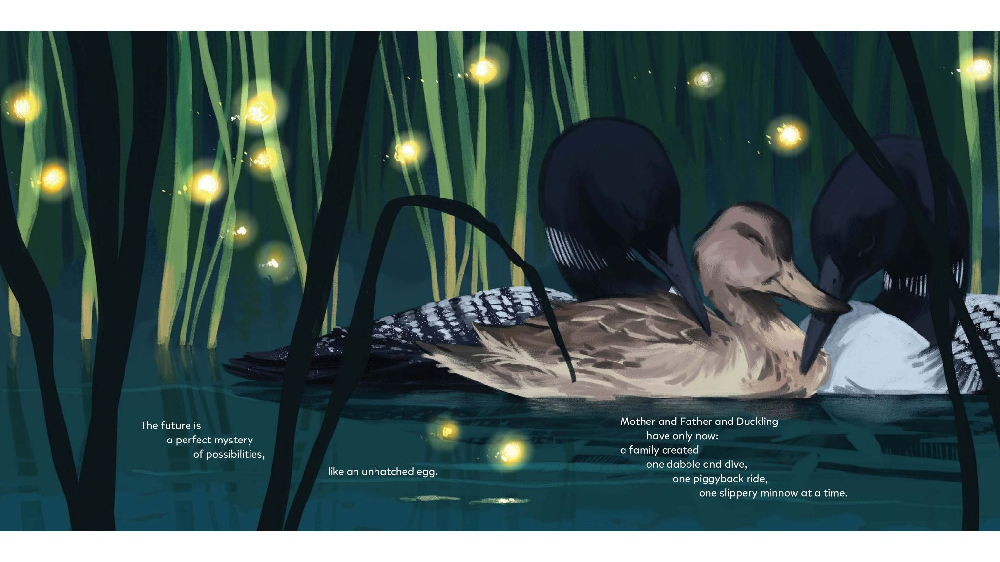 The future is
a perfect mystery
of possibilities,
like an unhatched egg.
Mother and Father and Duckling
have only now:
a family created
one dabble and dive,
one piggyback ride,
one slippery minnow at a time.